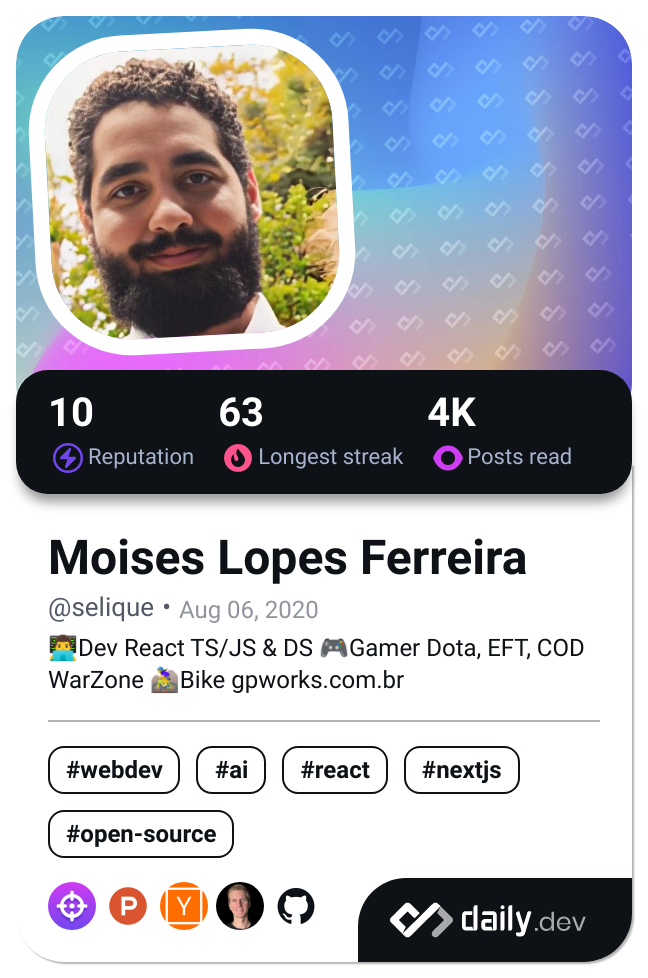 10 63 4K
Reputation Longest streak Posts read
Moises Lopes Ferreira
@selique • Aug 06, 2020
👨‍💻Dev React TS/JS & DS 🎮Gamer Dota, EFT, COD
WarZone 🚵Bike gpworks.com.br
#webdev #ai #react #nextjs
#open-source
P Y daily.dev